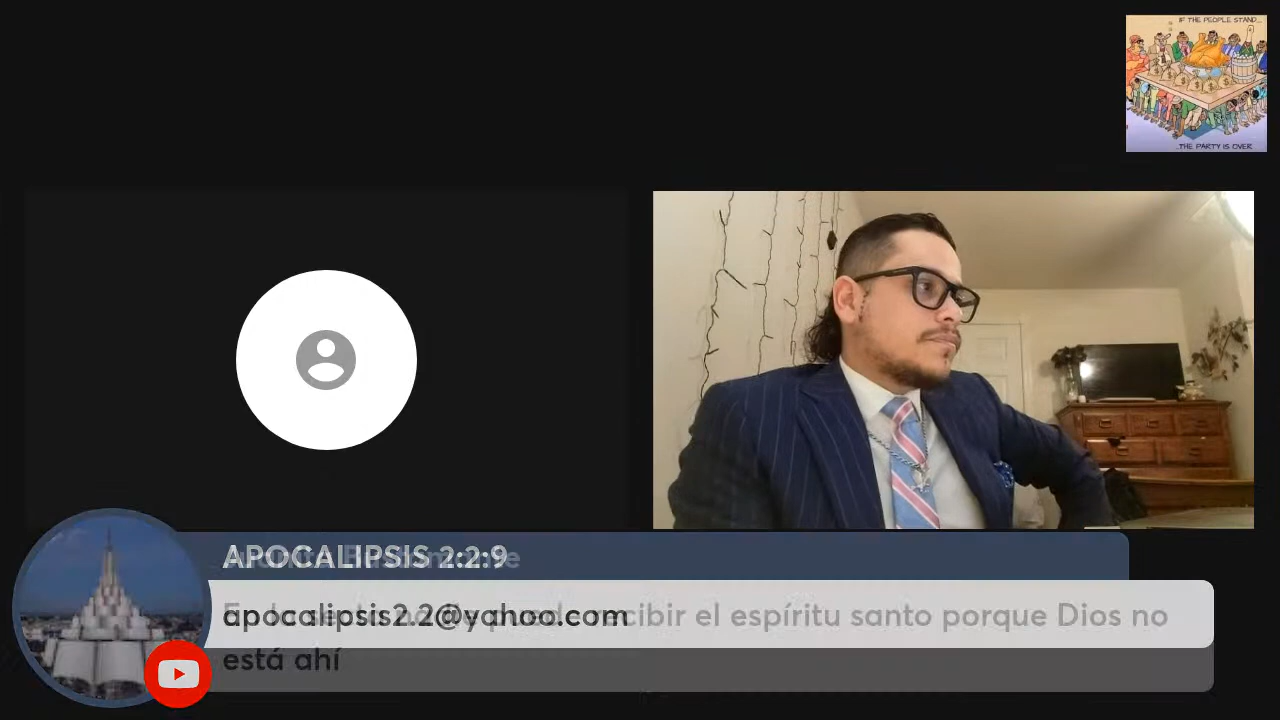 IF THE PEOPLE STAND...
...THE PARTY IS OVER
APOCALIPSIS 2:2:9
apocalipsis2.2@yahoo.com
recibir el espíritu santo porque Dios no
está ahí